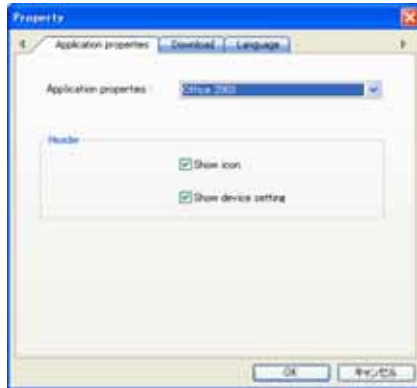 Property
Application properties
Download
Language
Application properties
Office 2003
Header
Show icon
Show device setting
OK
キャンセル